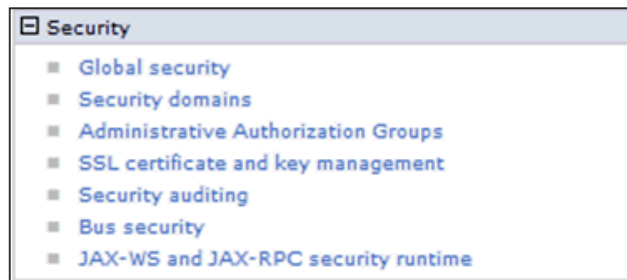 Security
Global security
Security domains
Administrative Authorization Groups
SSL certificate and key management
Security auditing
Bus security
JAX-WS and JAX-RPC security runtime